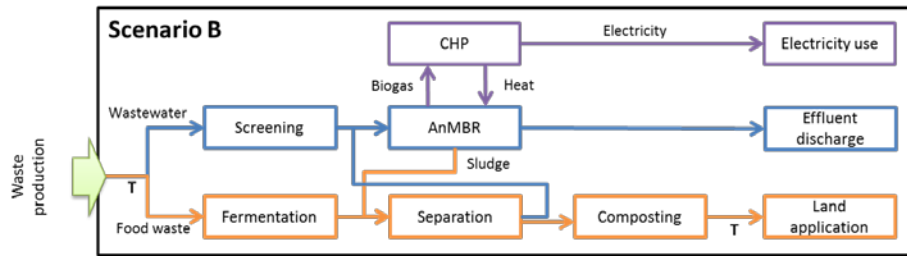 Scenario B
CHP
Electricity
Electricity use
Biogas
Heat
Wastewater
Screening
AnMBR
Effluent
discharge
Waste
production
T
Sludge
Food waste
Fermentation
Separation
Composting
T
Land
application